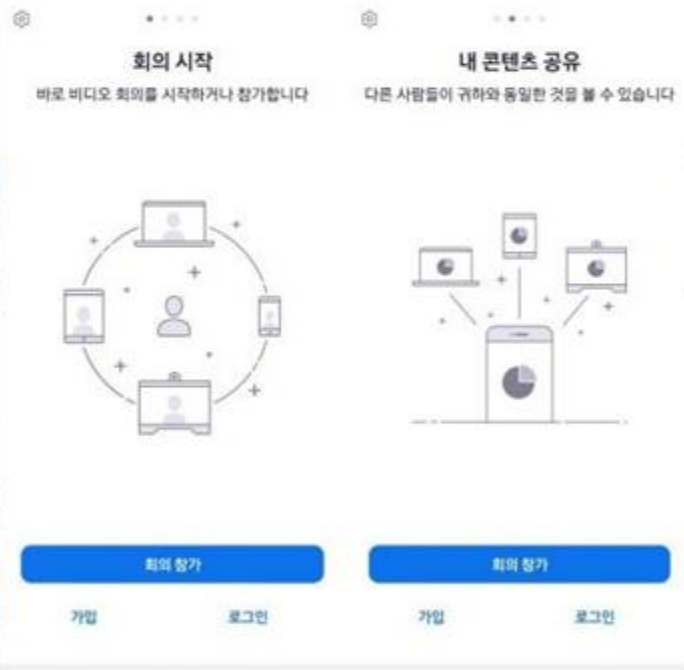 회의 시작
바로 비디오 회의를 시작하거나 참가합니다
회의 참가
가입
로그인
내 콘텐츠 공유
다른 사람들이 귀하와 동일한 것을 볼 수 있습니다
회의 참가
가입
로그인